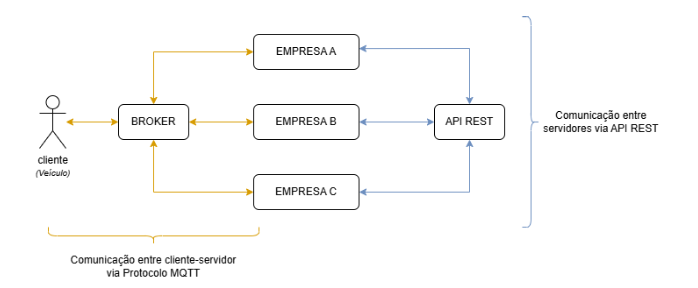 EMPRESA A
cliente
(Veículo)
BROKER
EMPRESA B
API REST
Comunicação entre
servidores via API REST
EMPRESA C
Comunicação entre cliente-servidor
via Protocolo MQTT